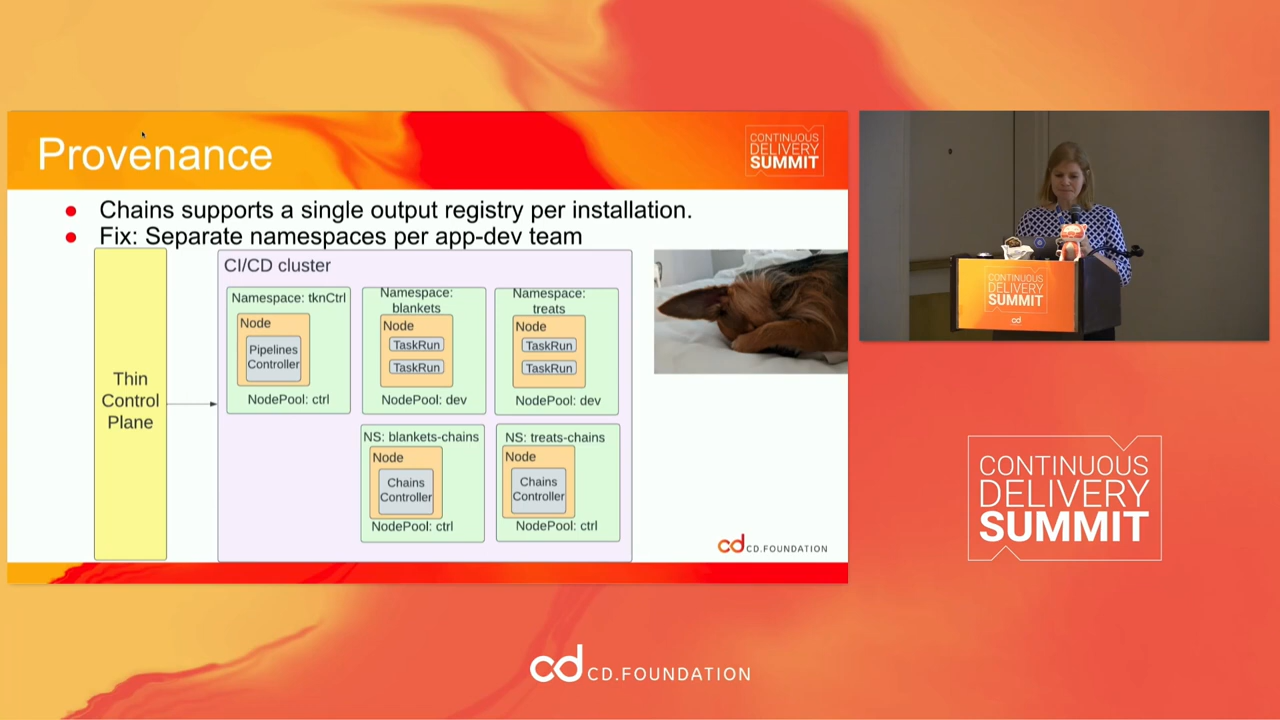 Provenance
CONTINUOUS
DELIVERY
SUMMIT
Chains supports a single output registry per installation.
Fix: Separate namespaces per app-dev team
Thin
Control
Plane
CI/CD cluster
Namespace: tknCtrl
Node
Pipelines
Controller
NodePool: ctrl
Namespace:
blankets
Node
TaskRun
TaskRun
NodePool: dev
Namespace:
treats
Node
TaskRun
TaskRun
NodePool: dev
NS: blankets-chains
Node
Chains
Controller
NodePool: ctrl
NS: treats-chains
Node
Chains
Controller
NodePool: ctrl
cd CD.FOUNDATION
CONTINUOUS
DELIVERY
SUMMIT
cd
CONTINUOUS
DELIVERY
SUMMIT
cd CD.FOUNDATION